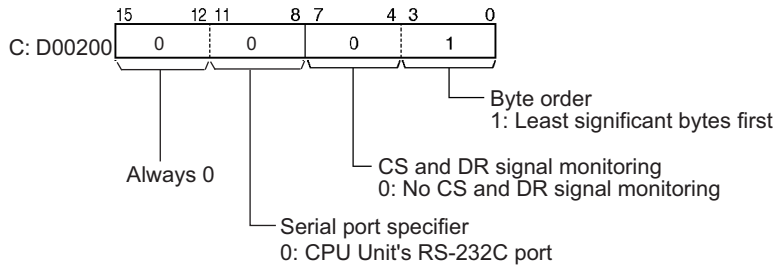 15 12 11 8 7 4 3 0
C: D00200 0 0 0 1
Byte order
1: Least significant bytes first
CS and DR signal monitoring
0: No CS and DR signal monitoring
Always 0
Serial port specifier
0: CPU Unit's RS-232C port